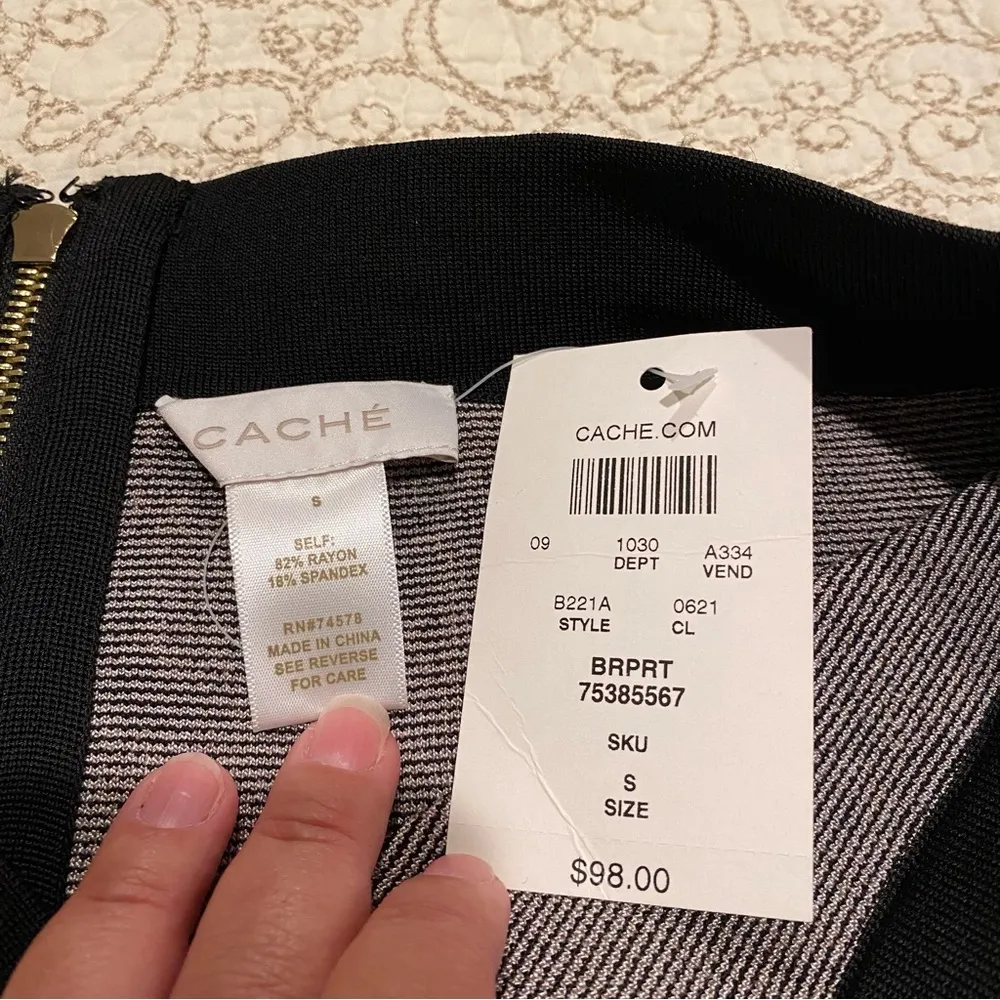 CACHÉ
S
SELF:
82% RAYON
18% SPANDEX
RN#74578
MADE IN CHINA
SEE REVERSE
FOR CARE
CACHE.COM
09 1030 A334
DEPT VEND
B221A 0621
STYLE CL
BRPRT
75385567
SKU
S
SIZE
$98.00